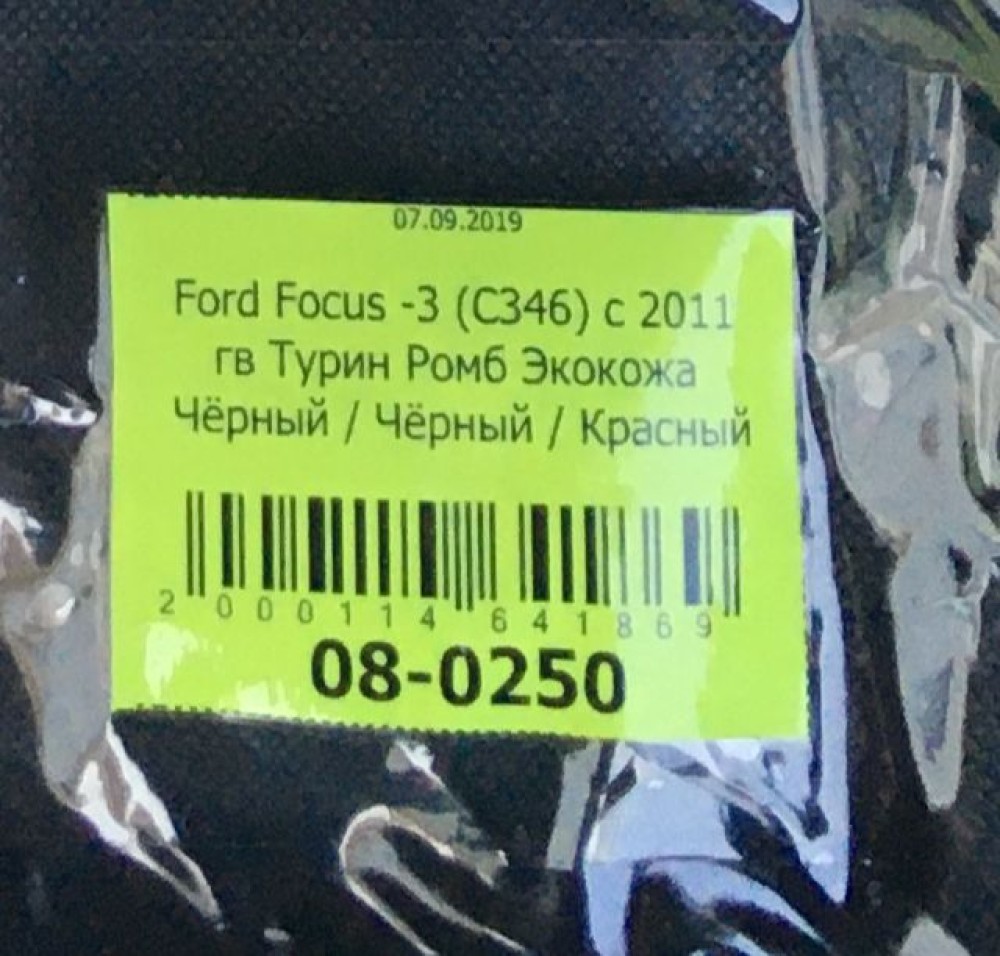 07.09.2019
Ford Focus -3 (C346) с 2011
гв Турин Ромб Экокожа
Чёрный / Чёрный / Красный
2 000114 641869
08-0250